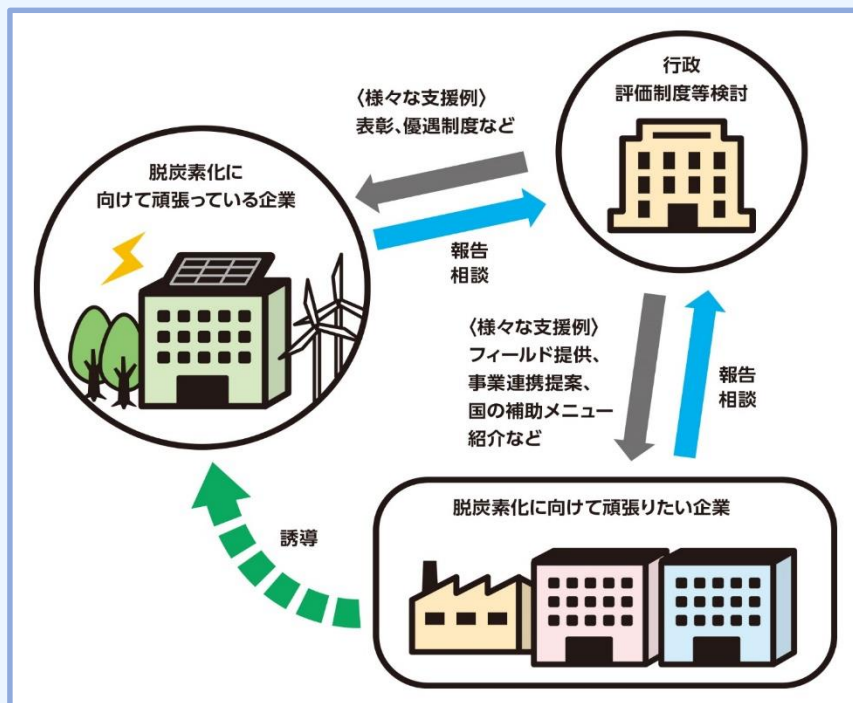 行政
評価制度等検討
〈様々な支援例〉
表彰、優遇制度など
脱炭素化に
向けて頑張っている企業
報告
相談
〈様々な支援例〉
フィールド提供、
事業連携提案、
国の補助メニュー
紹介など
報告
相談
脱炭素化に向けて頑張りたい企業
誘導